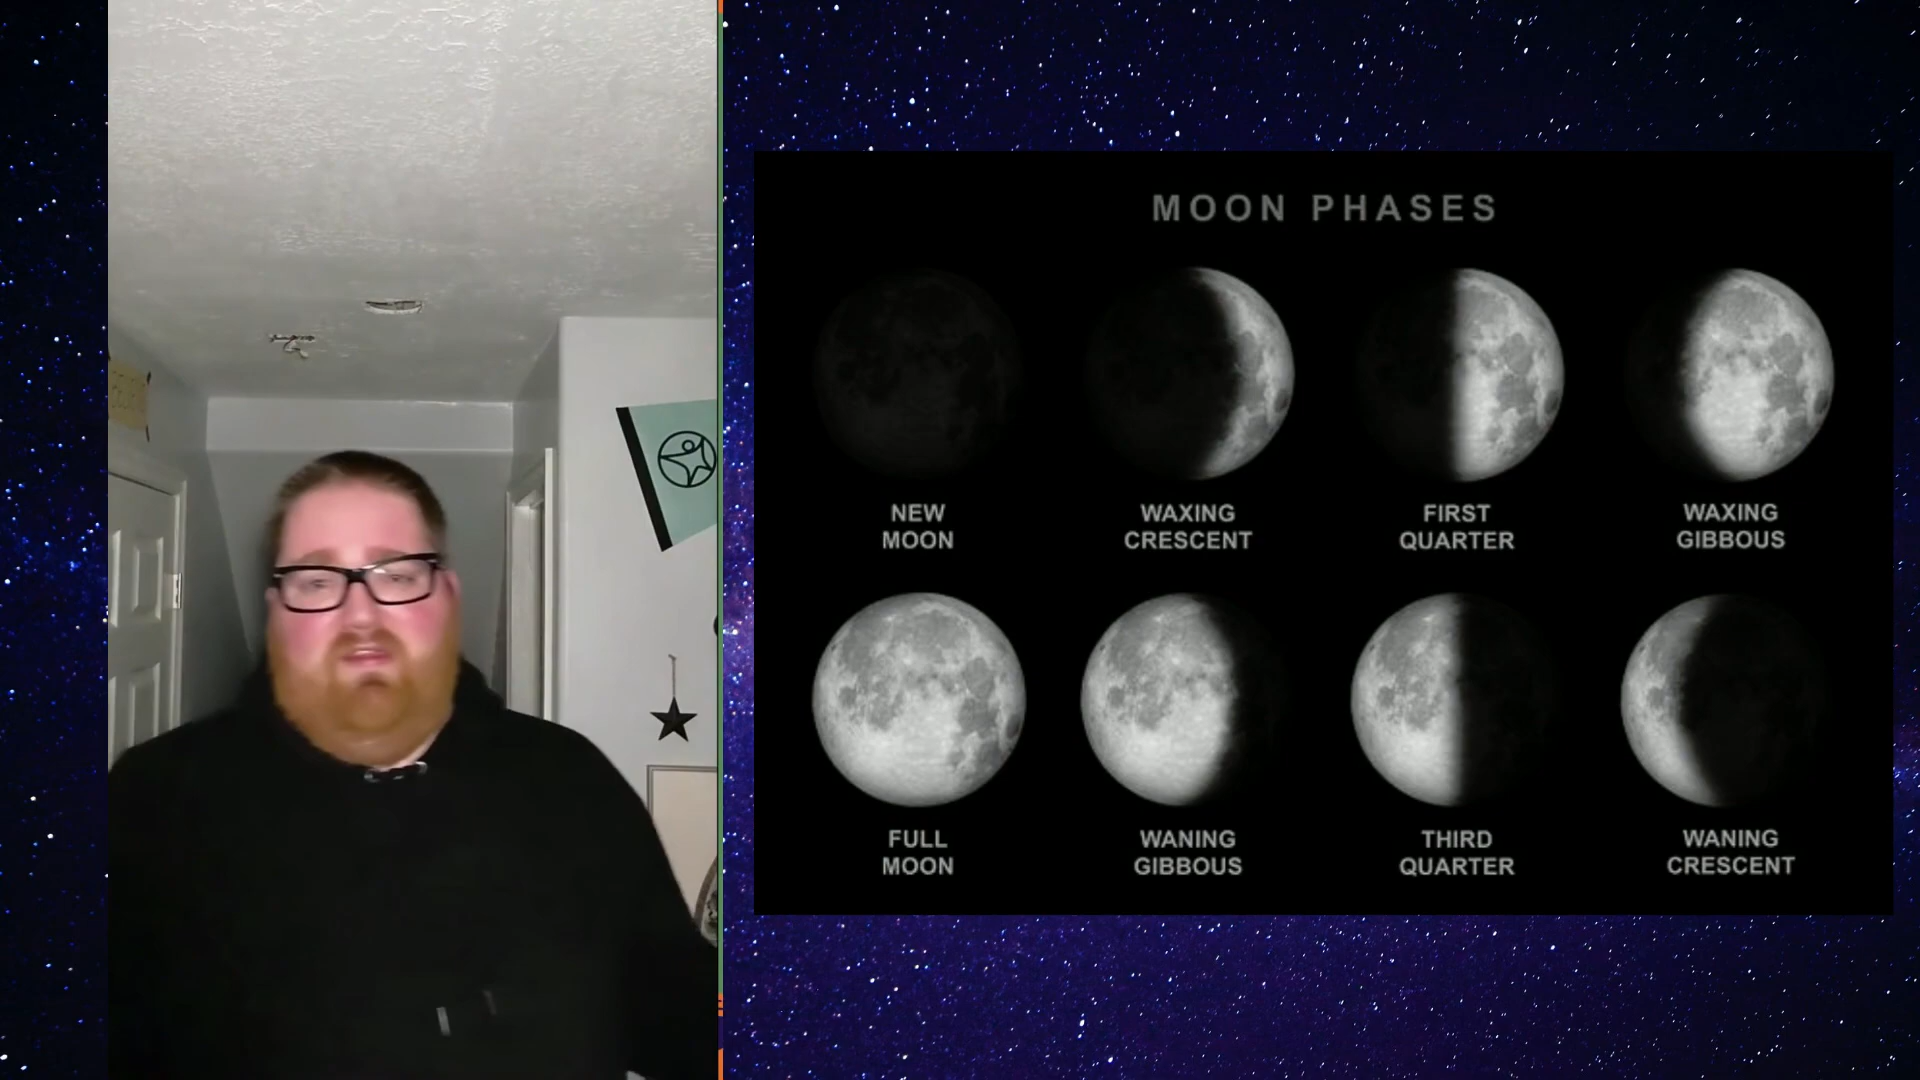 MOON PHASES
NEW
MOON
WAXING
CRESCENT
FIRST
QUARTER
WAXING
GIBBOUS
FULL
MOON
WANING
GIBBOUS
THIRD
QUARTER
WANING
CRESCENT